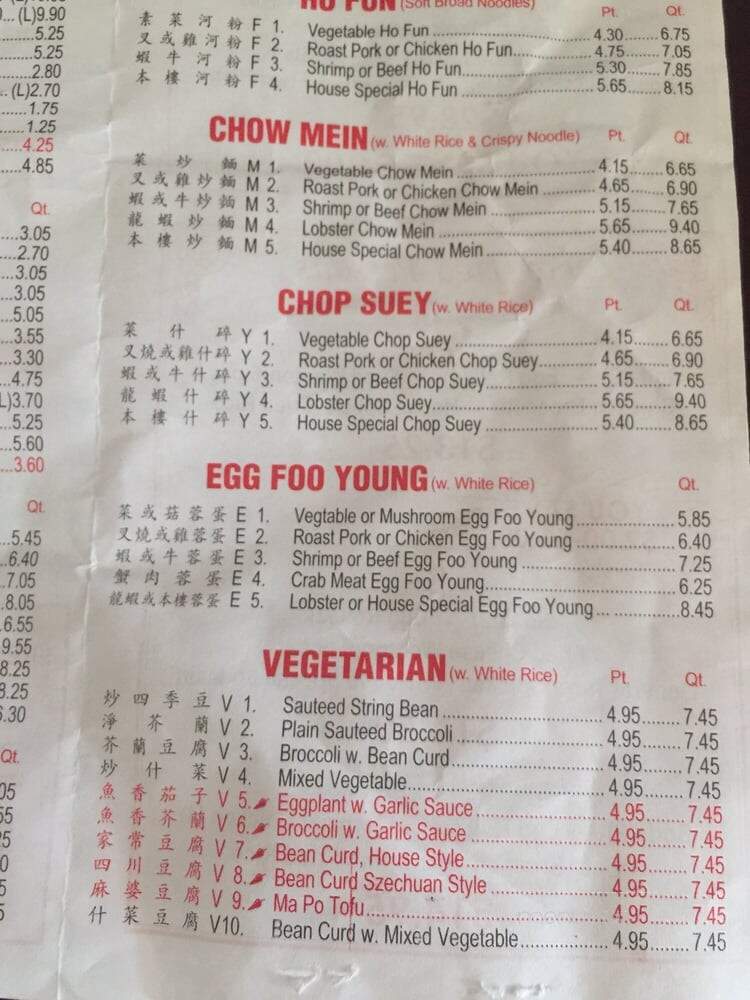 HO FUN (Soft Broad Noodles) Pt. Qt.
素菜河粉 F 1. Vegetable Ho Fun 4.30 6.75
叉或雞河粉 F 2. Roast Pork or Chicken Ho Fun 4.75 7.05
蝦牛河粉 F 3. Shrimp or Beef Ho Fun 5.30 7.85
本樓河粉 F 4. House Special Ho Fun 5.65 8.15
CHOW MEIN (w. White Rice & Crispy Noodle) Pt. Qt.
菜炒麵 M 1. Vegetable Chow Mein 4.15 6.65
叉或雞炒麵 M 2. Roast Pork or Chicken Chow Mein 4.65 6.90
蝦或牛炒麵 M 3. Shrimp or Beef Chow Mein 5.15 7.65
龍蝦炒麵 M 4. Lobster Chow Mein 5.65 9.40
本樓炒麵 M 5. House Special Chow Mein 5.40 8.65
CHOP SUEY (w. White Rice) Pt. Qt.
菜什碎 Y 1. Vegetable Chop Suey 4.15 6.65
叉燒或雞什碎 Y 2. Roast Pork or Chicken Chop Suey 4.65 6.90
蝦或牛什碎 Y 3. Shrimp or Beef Chop Suey 5.15 7.65
龍蝦什碎 Y 4. Lobster Chop Suey 5.65 9.40
本樓什碎 Y 5. House Special Chop Suey 5.40 8.65
EGG FOO YOUNG (w. White Rice) Qt.
菜或菇蓉蛋 E 1. Vegtable or Mushroom Egg Foo Young 5.85
叉燒或雞蓉蛋 E 2. Roast Pork or Chicken Egg Foo Young 6.40
蝦或牛蓉蛋 E 3. Shrimp or Beef Egg Foo Young 7.25
蟹肉蓉蛋 E 4. Crab Meat Egg Foo Young 6.25
龍蝦或本樓蓉蛋 E 5. Lobster or House Special Egg Foo Young 8.45
VEGETARIAN (w. White Rice) Pt. Qt.
炒四季豆 V 1. Sauteed String Bean 4.95 7.45
淨芥蘭 V 2. Plain Sauteed Broccoli 4.95 7.45
芥蘭豆腐 V 3. Broccoli w. Bean Curd 4.95 7.45
炒什菜 V 4. Mixed Vegetable 4.95 7.45
魚香茄子 V 5. Eggplant w. Garlic Sauce 4.95 7.45
魚香芥蘭 V 6. Broccoli w. Garlic Sauce 4.95 7.45
家常豆腐 V 7. Bean Curd, House Style 4.95 7.45
四川豆腐 V 8. Bean Curd Szechuan Style 4.95 7.45
麻婆豆腐 V 9. Ma Po Tofu 4.95 7.45
什菜豆腐 V10. Bean Curd w. Mixed Vegetable 4.95 7.45
(L)9.90
5.25
5.25
2.80
(L)2.70
1.75
1.25
4.25
4.85
Qt.
3.05
2.70
3.05
5.05
3.55
3.30
4.75
L)3.70
5.25
5.60
3.60
Qt.
5.45
6.40
7.05
8.05
6.55
9.55
8.25
8.25
6.30
Qt.